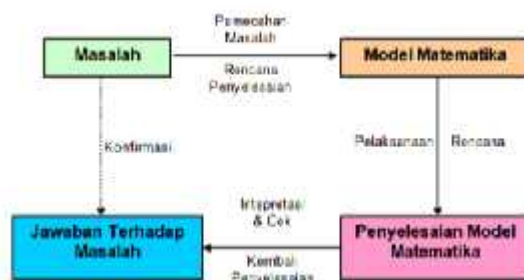 Pemecahan
Masalah
Masalah
Model Matematika
Rencana
Penyelesaian
Konfirmasi
Pelaksanaan
Rencana
Intepretasi
& Cek
Jawaban Terhadap
Masalah
Penyelesaian Model
Matematika
Kembali
Penyelesaian